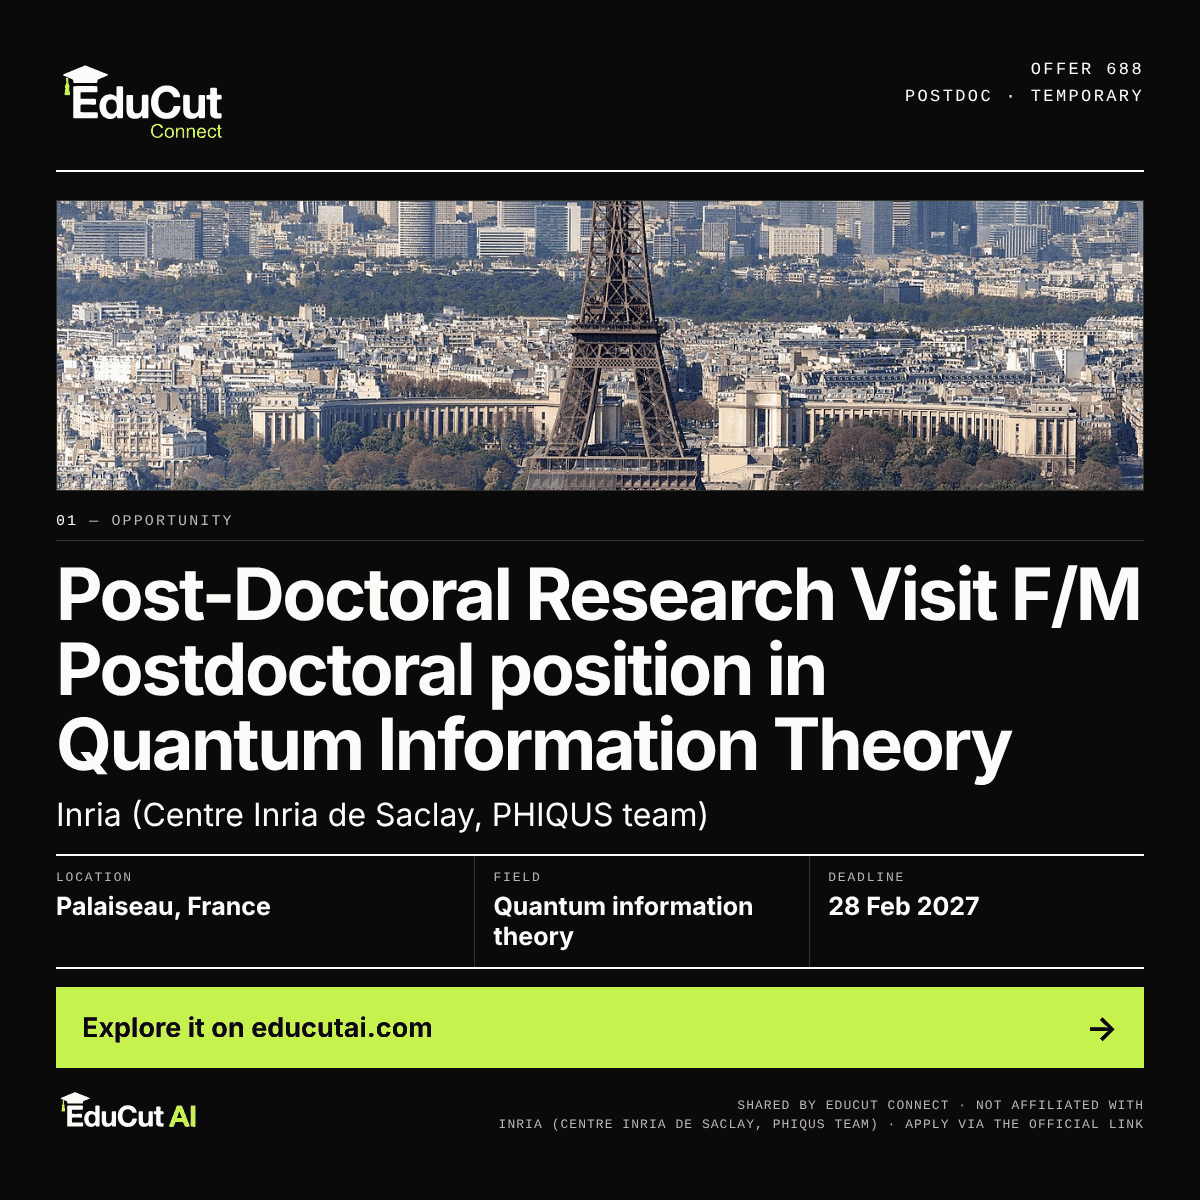 EduCut
Connect
OFFER 688
POSTDOC · TEMPORARY
01 — OPPORTUNITY
Post-Doctoral Research Visit F/M
Postdoctoral position in
Quantum Information Theory
Inria (Centre Inria de Saclay, PHIQUS team)
LOCATION
Palaiseau, France
FIELD
Quantum information
theory
DEADLINE
28 Feb 2027
Explore it on educutai.com →
EduCut AI
SHARED BY EDUCUT CONNECT · NOT AFFILIATED WITH
INRIA (CENTRE INRIA DE SACLAY, PHIQUS TEAM) · APPLY VIA THE OFFICIAL LINK